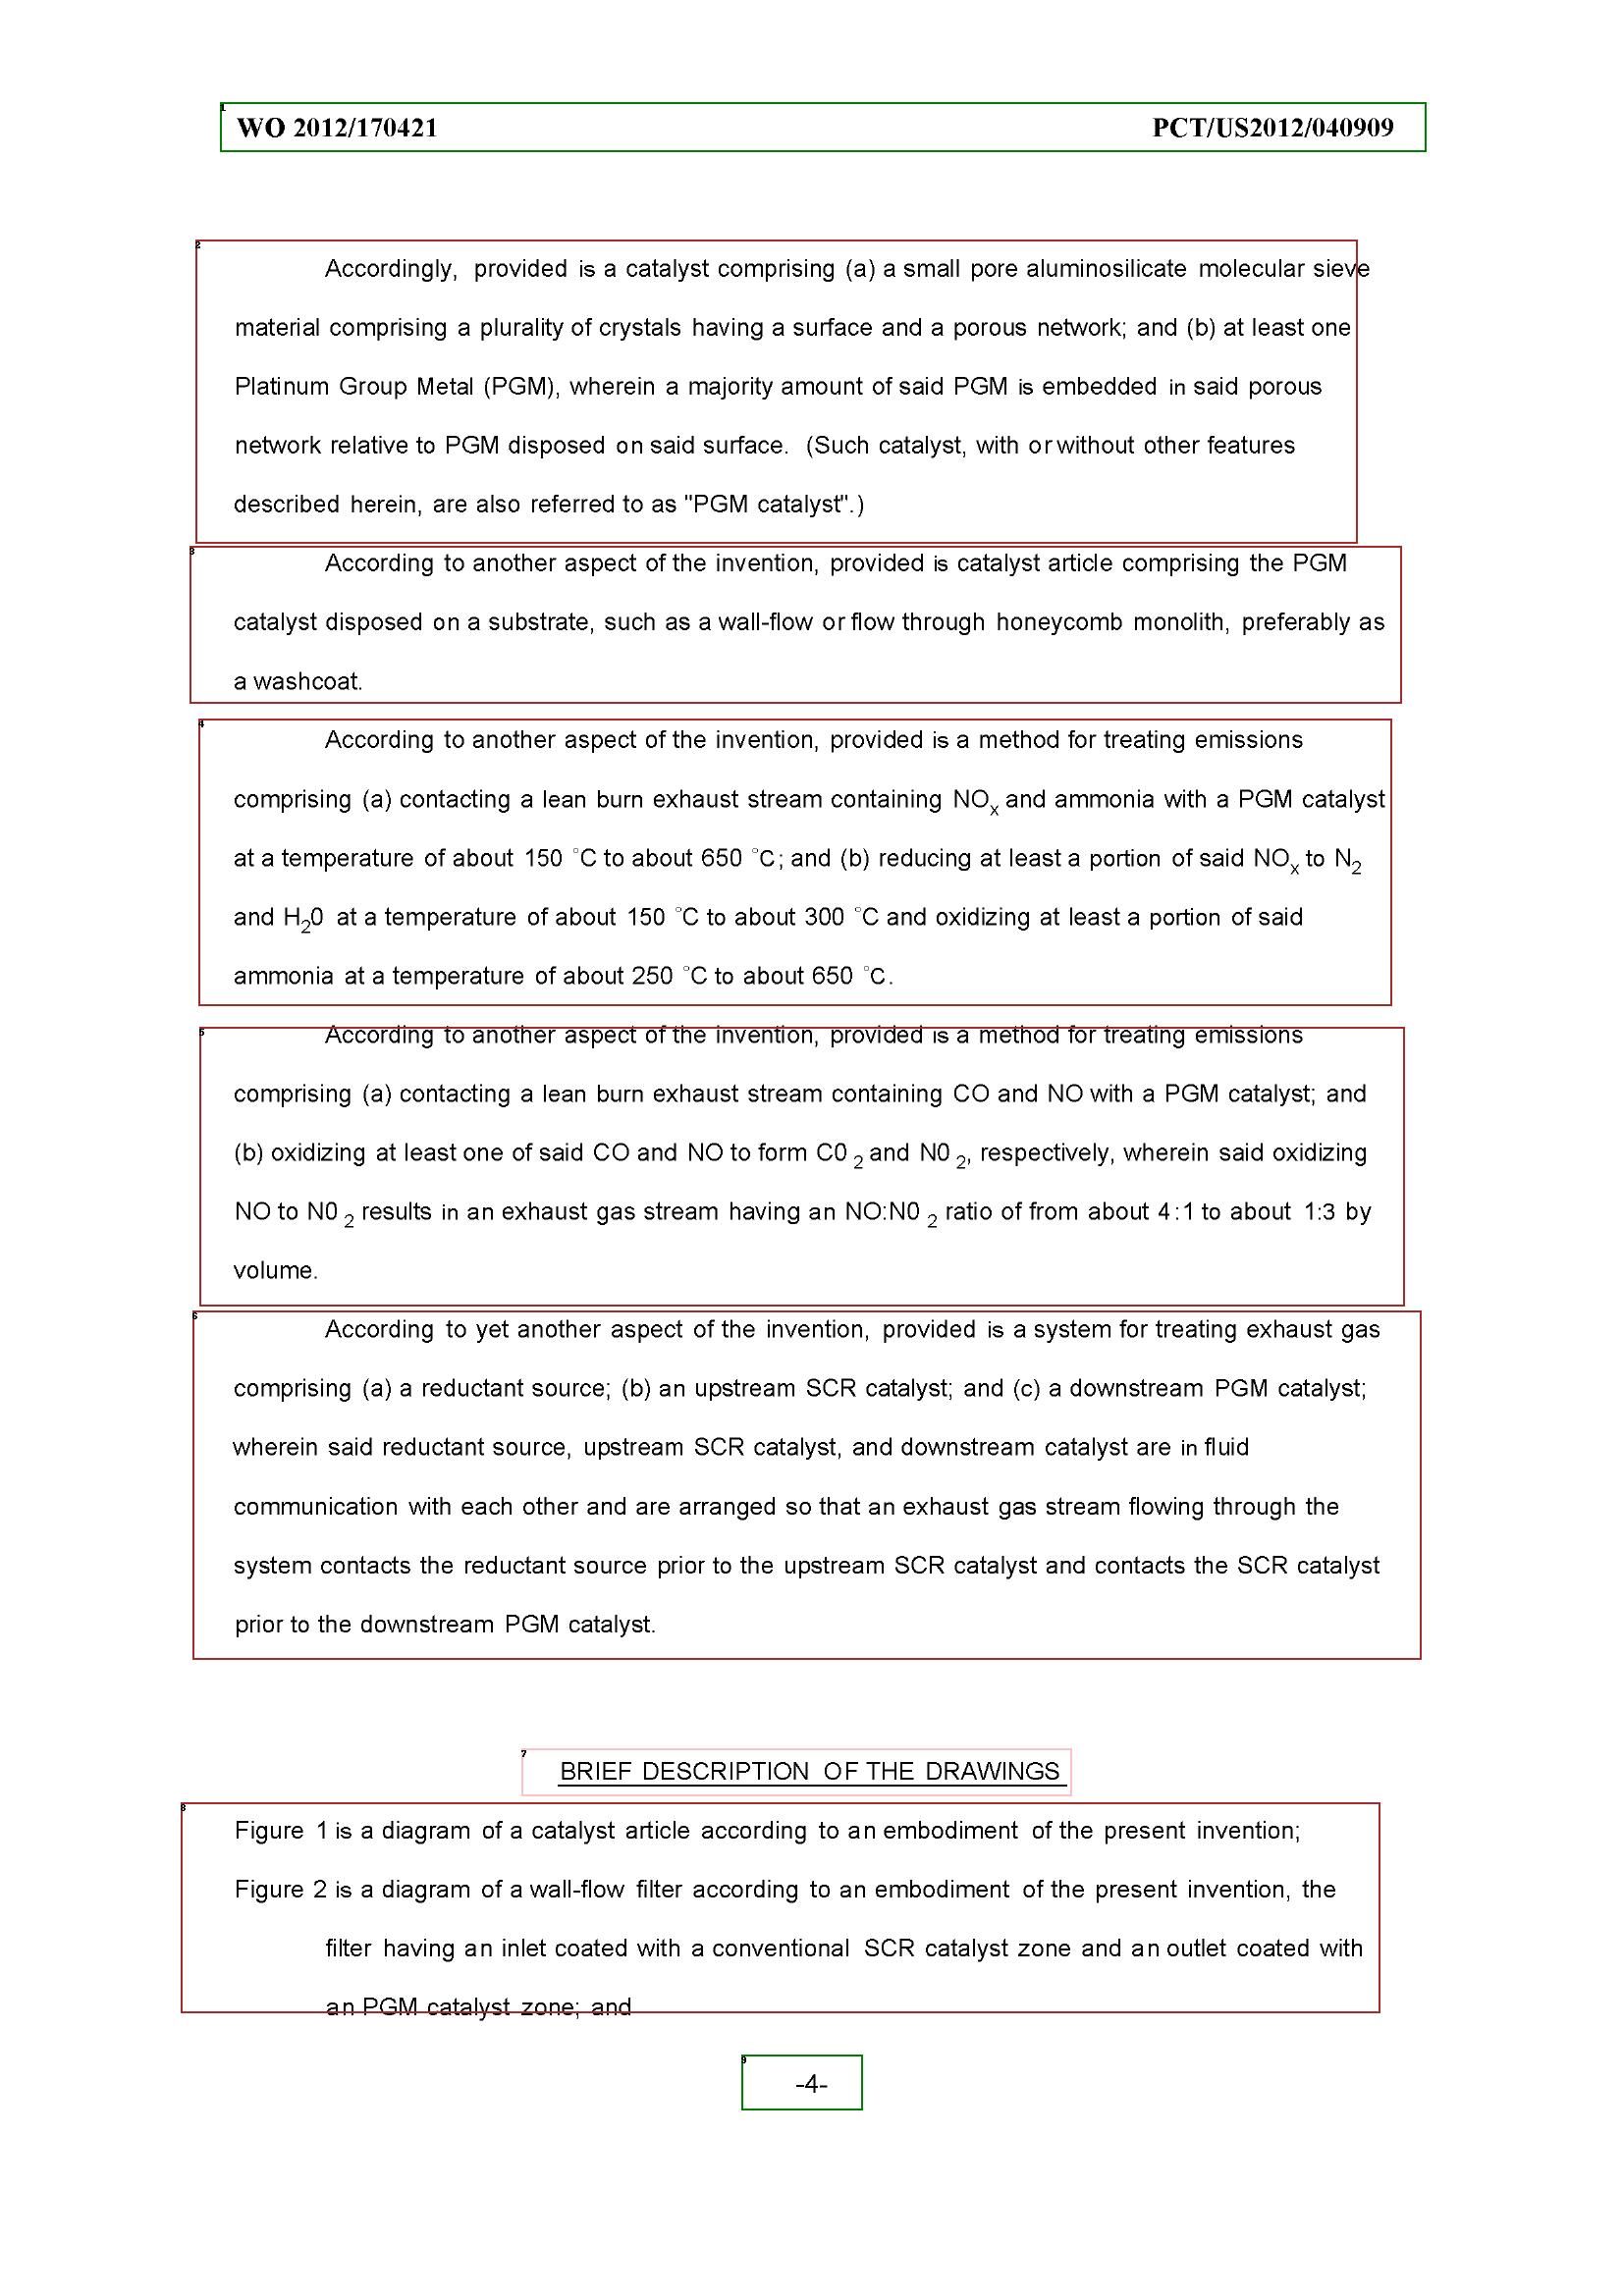 WO 2012/170421 PCT/US2012/040909
Accordingly, provided is a catalyst comprising (a) a small pore aluminosilicate molecular sieve
material comprising a plurality of crystals having a surface and a porous network; and (b) at least one
Platinum Group Metal (PGM), wherein a majority amount of said PGM is embedded in said porous
network relative to PGM disposed on said surface. (Such catalyst, with or without other features
described herein, are also referred to as "PGM catalyst".)
According to another aspect of the invention, provided is catalyst article comprising the PGM
catalyst disposed on a substrate, such as a wall-flow or flow through honeycomb monolith, preferably as
a washcoat.
According to another aspect of the invention, provided is a method for treating emissions
comprising (a) contacting a lean burn exhaust stream containing NOx and ammonia with a PGM catalyst
at a temperature of about 150 °C to about 650 °C; and (b) reducing at least a portion of said NOx to N2
and H20 at a temperature of about 150 °C to about 300 °C and oxidizing at least a portion of said
ammonia at a temperature of about 250 °C to about 650 °C.
According to another aspect of the invention, provided is a method for treating emissions
comprising (a) contacting a lean burn exhaust stream containing CO and NO with a PGM catalyst; and
(b) oxidizing at least one of said CO and NO to form C0 2 and N0 2, respectively, wherein said oxidizing
NO to N0 2 results in an exhaust gas stream having an NO:N0 2 ratio of from about 4:1 to about 1:3 by
volume.
According to yet another aspect of the invention, provided is a system for treating exhaust gas
comprising (a) a reductant source; (b) an upstream SCR catalyst; and (c) a downstream PGM catalyst;
wherein said reductant source, upstream SCR catalyst, and downstream catalyst are in fluid
communication with each other and are arranged so that an exhaust gas stream flowing through the
system contacts the reductant source prior to the upstream SCR catalyst and contacts the SCR catalyst
prior to the downstream PGM catalyst.
BRIEF DESCRIPTION OF THE DRAWINGS
Figure 1 is a diagram of a catalyst article according to an embodiment of the present invention;
Figure 2 is a diagram of a wall-flow filter according to an embodiment of the present invention, the
filter having an inlet coated with a conventional SCR catalyst zone and an outlet coated with
an PGM catalyst zone; and
-4-